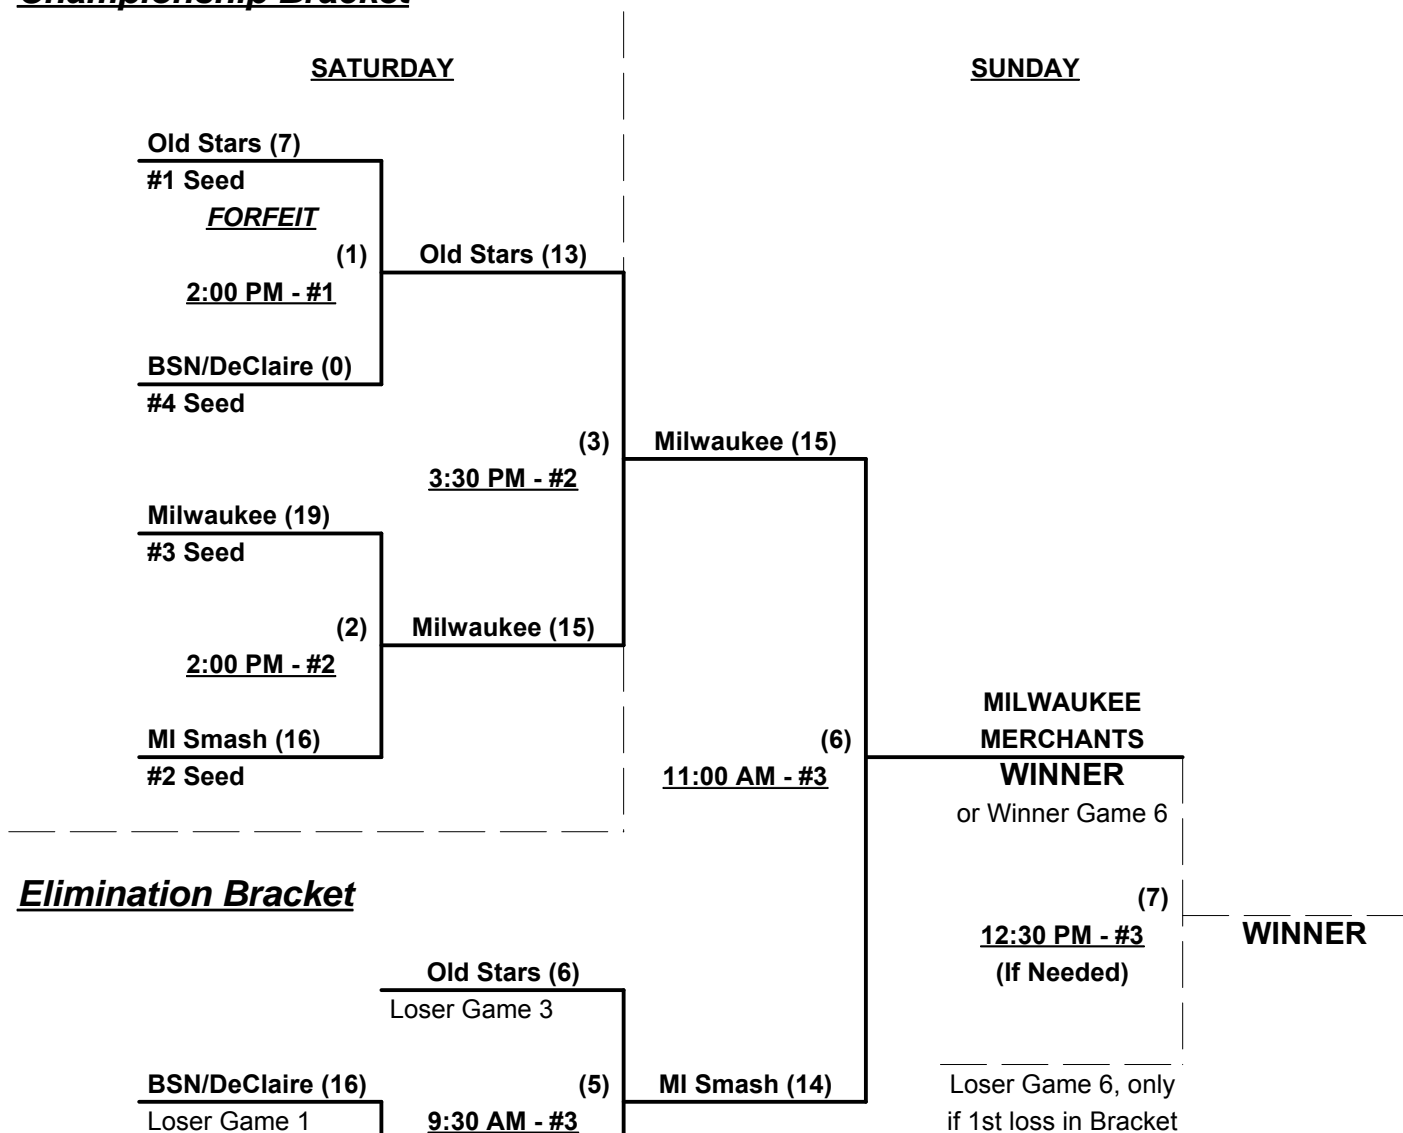 Championship Bracket
SATURDAY
SUNDAY
Old Stars (7)
#1 Seed
FORFEIT
(1)
Old Stars (13)
2:00 PM - #1
BSN/DeClaire (0)
#4 Seed
(3)
Milwaukee (15)
3:30 PM - #2
Milwaukee (19)
#3 Seed
(2)
Milwaukee (15)
2:00 PM - #2
MI Smash (16)
#2 Seed
(6)
11:00 AM - #3
MILWAUKEE
MERCHANTS
WINNER
or Winner Game 6
Elimination Bracket
(7)
12:30 PM - #3
(If Needed)
WINNER
Old Stars (6)
Loser Game 3
BSN/DeClaire (16)
Loser Game 1
(5)
9:30 AM - #3
MI Smash (14)
Loser Game 6, only
if 1st loss in Bracket